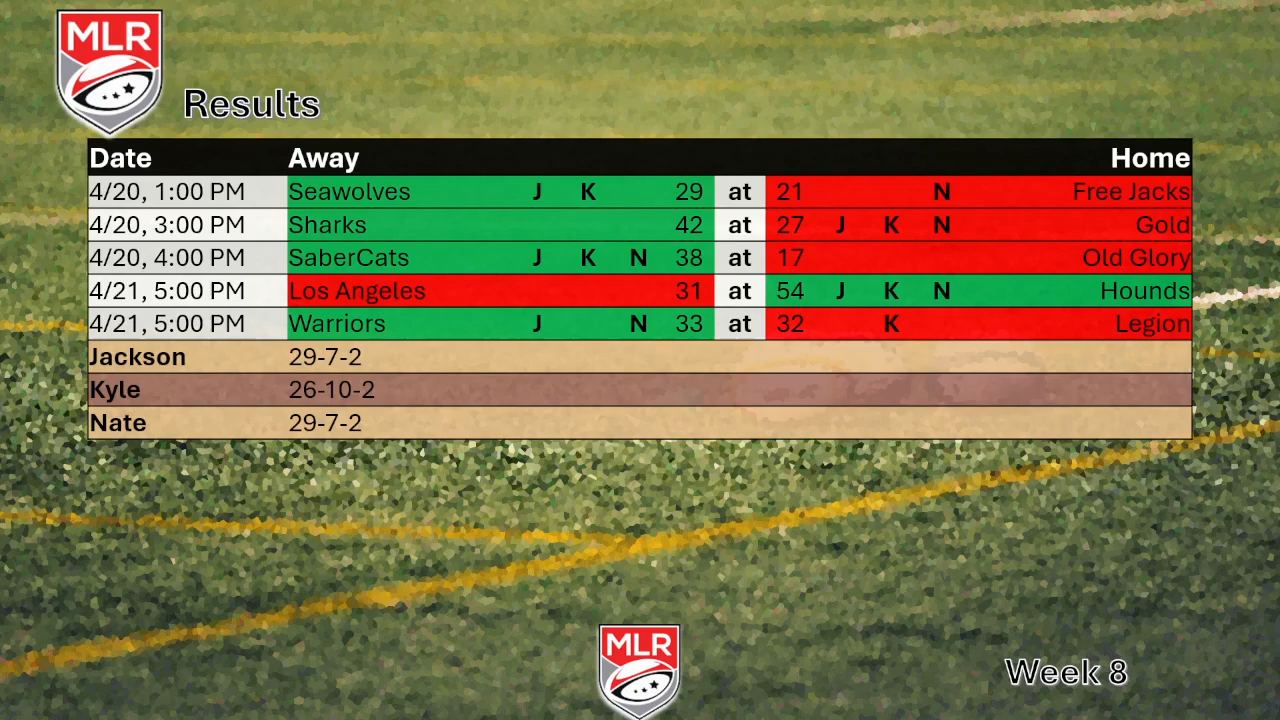 MLR
Results
Date Away Home
4/20, 1:00 PM Seawolves J K 29 at 21 N Free Jacks
4/20, 3:00 PM Sharks 42 at 27 J K N Gold
4/20, 4:00 PM SaberCats J K N 38 at 17 Old Glory
4/21, 5:00 PM Los Angeles 31 at 54 J K N Hounds
4/21, 5:00 PM Warriors J N 33 at 32 K Legion
Jackson 29-7-2
Kyle 26-10-2
Nate 29-7-2
MLR
Week 8